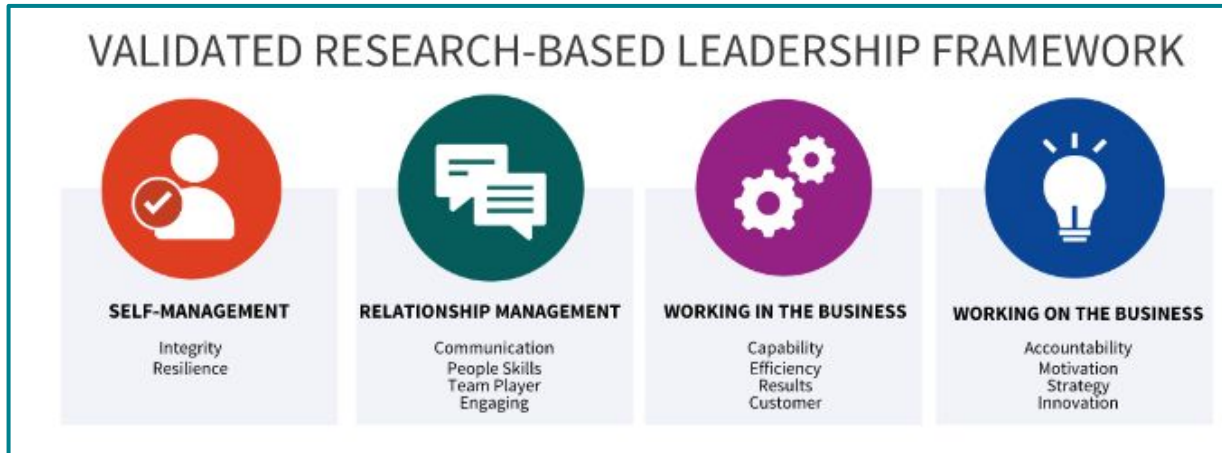 VALIDATED RESEARCH-BASED LEADERSHIP FRAMEWORK
SELF-MANAGEMENT
Integrity
Resilience
RELATIONSHIP MANAGEMENT
Communication
People Skills
Team Player
Engaging
WORKING IN THE BUSINESS
Capability
Efficiency
Results
Customer
WORKING ON THE BUSINESS
Accountability
Motivation
Strategy
Innovation